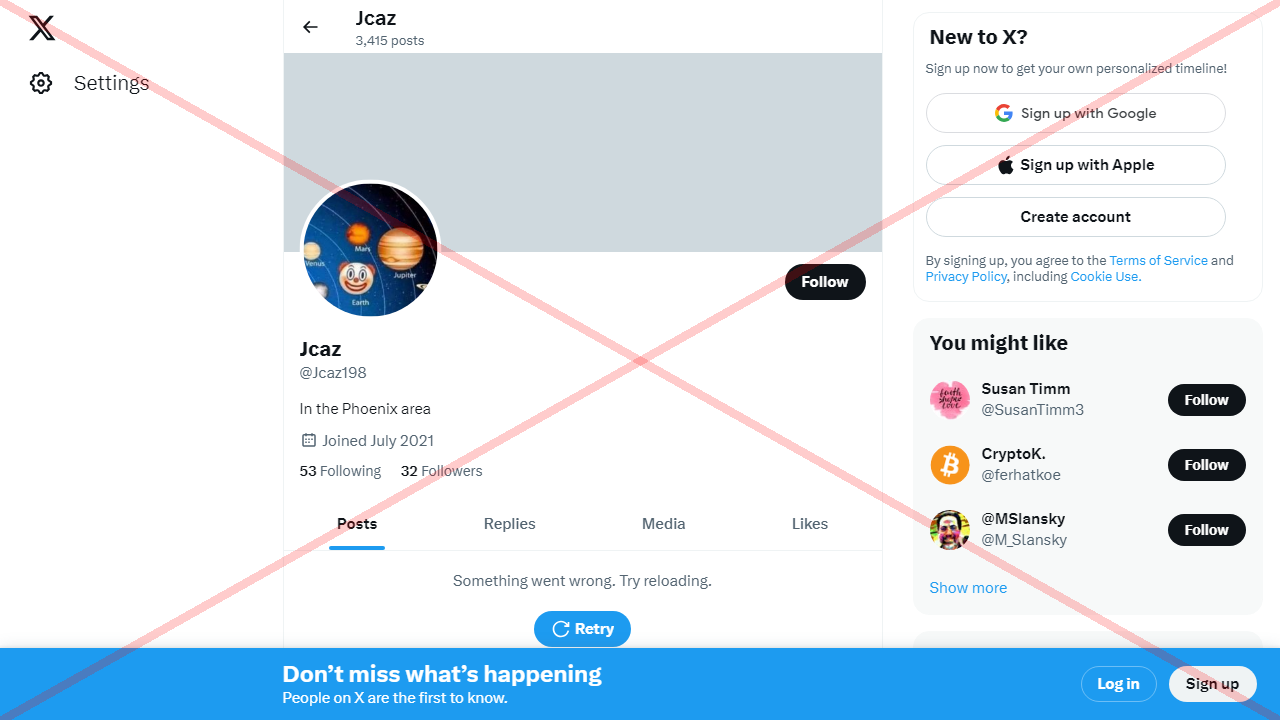 Settings
Jcaz
3,415 posts
Venus
Mars
Jupiter
Earth
Follow
Jcaz
@Jcaz198
In the Phoenix area
Joined July 2021
53 Following 32 Followers
Posts Replies Media Likes
Something went wrong. Try reloading.
Retry
New to X?
Sign up now to get your own personalized timeline!
Sign up with Google
Sign up with Apple
Create account
By signing up, you agree to the Terms of Service and
Privacy Policy, including Cookie Use.
You might like
Susan Timm
@SusanTimm3
Follow
CryptoK.
@ferhatkoe
Follow
@MSlansky
@M_Slansky
Follow
Show more
Don’t miss what’s happening
People on X are the first to know.
Log in
Sign up